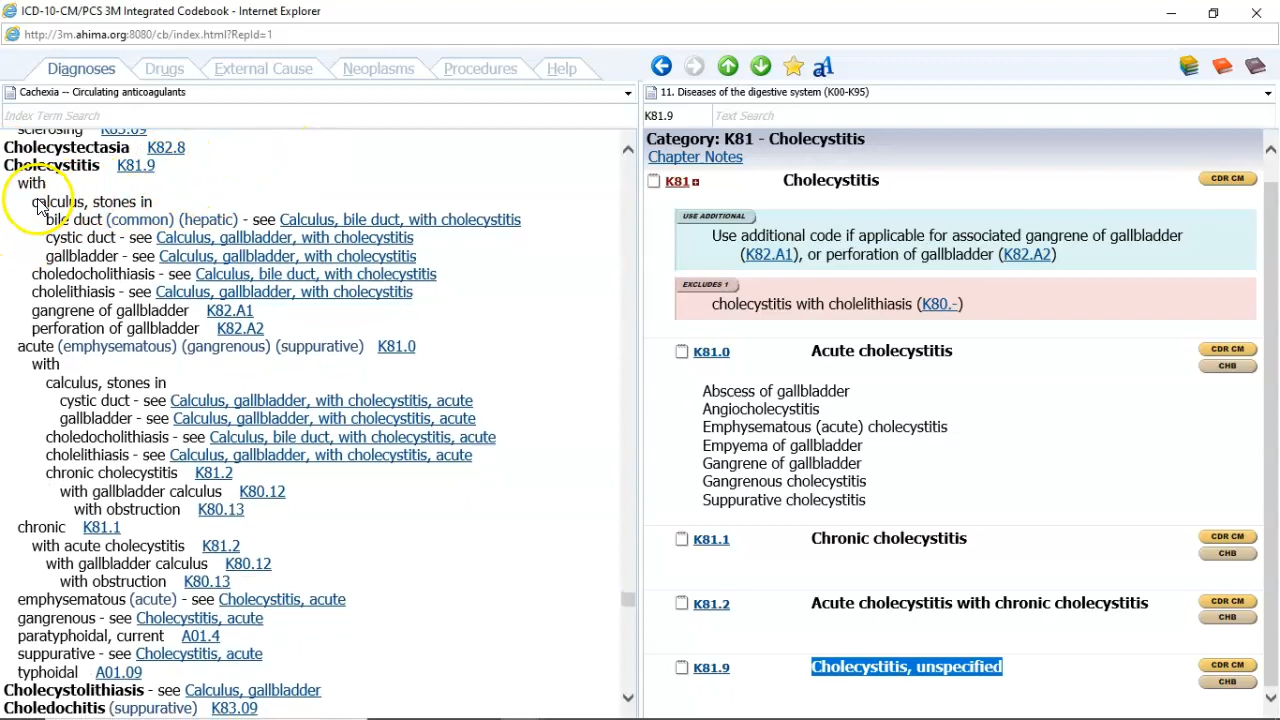 ICD-10-CM/PCS 3M Integrated Codebook - Internet Explorer
http://3m.ahima.org:8080/cb/index.html?RepId=1
Diagnoses Drugs External Cause Neoplasms Procedures Help
Cachexia -- Circulating anticoagulants
Index Term Search
sclerosing K83.09
Cholecystectasia K82.8
Cholecystitis K81.9
with
calculus, stones in
bile duct (common) (hepatic) - see Calculus, bile duct, with cholecystitis
cystic duct - see Calculus, gallbladder, with cholecystitis
gallbladder - see Calculus, gallbladder, with cholecystitis
choledocholithiasis - see Calculus, bile duct, with cholecystitis
cholelithiasis - see Calculus, gallbladder, with cholecystitis
gangrene of gallbladder K82.A1
perforation of gallbladder K82.A2
acute (emphysematous) (gangrenous) (suppurative) K81.0
with
calculus, stones in
cystic duct - see Calculus, gallbladder, with cholecystitis, acute
gallbladder - see Calculus, gallbladder, with cholecystitis, acute
choledocholithiasis - see Calculus, bile duct, with cholecystitis, acute
cholelithiasis - see Calculus, gallbladder, with cholecystitis, acute
chronic cholecystitis K81.2
with gallbladder calculus K80.12
with obstruction K80.13
chronic K81.1
with acute cholecystitis K81.2
with gallbladder calculus K80.12
with obstruction K80.13
emphysematous (acute) - see Cholecystitis, acute
gangrenous - see Cholecystitis, acute
paratyphoidal, current A01.4
suppurative - see Cholecystitis, acute
typhoidal A01.09
Cholecystolithiasis - see Calculus, gallbladder
Choledochitis (suppurative) K83.09
aA
11. Diseases of the digestive system (K00-K95)
K81.9 Text Search
Category: K81 - Cholecystitis
Chapter Notes
K81 Cholecystitis CDR CM
USE ADDITIONAL
Use additional code if applicable for associated gangrene of gallbladder
(K82.A1), or perforation of gallbladder (K82.A2)
EXCLUDES 1
cholecystitis with cholelithiasis (K80.-)
K81.0 Acute cholecystitis CDR CM
CHB
Abscess of gallbladder
Angiocholecystitis
Emphysematous (acute) cholecystitis
Empyema of gallbladder
Gangrene of gallbladder
Gangrenous cholecystitis
Suppurative cholecystitis
K81.1 Chronic cholecystitis CDR CM
CHB
K81.2 Acute cholecystitis with chronic cholecystitis CDR CM
CHB
K81.9 Cholecystitis, unspecified CDR CM
CHB